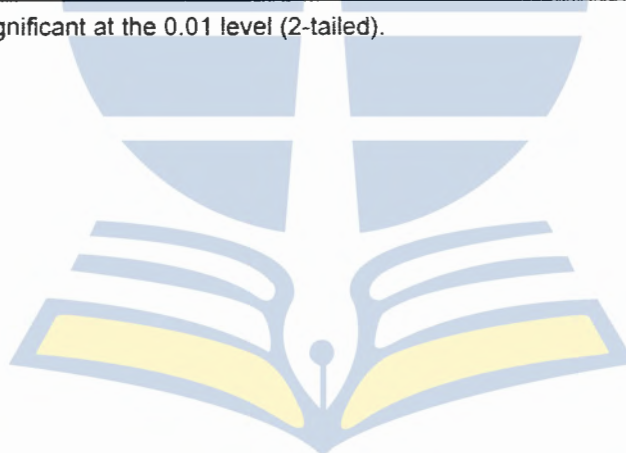 gnificant at the 0.01 level (2-tailed).